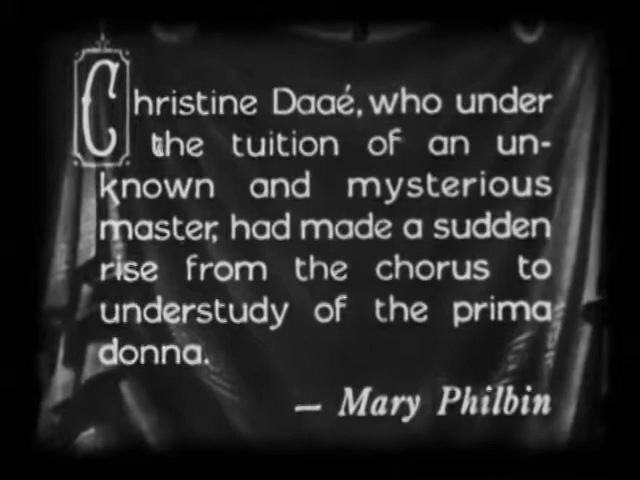 Christine Daaé, who under
the tuition of an un-
known and mysterious
master, had made a sudden
rise from the chorus to
understudy of the prima
donna.
— Mary Philbin